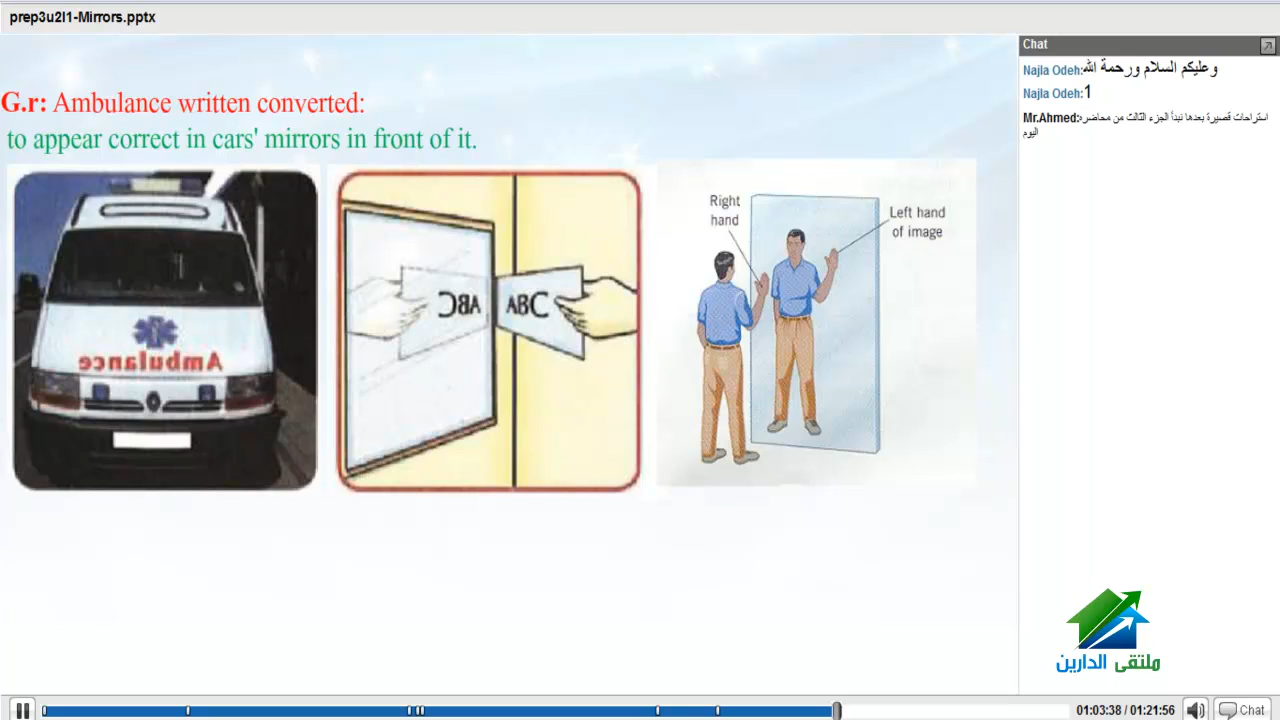 prep3u2l1-Mirrors.pptx
G.r: Ambulance written converted:
to appear correct in cars' mirrors in front of it.
Ambulance
ABC
ABC
Right
hand
Left hand
of image
Chat
Najla Odeh: وعليكم السلام ورحمة الله
Najla Odeh: 1
Mr.Ahmed: استراحات قصيرة بعدها نبدأ الجزء الثالث من محاضره
اليوم
ملتقى الدارين
01:03:38 / 01:21:56
Chat